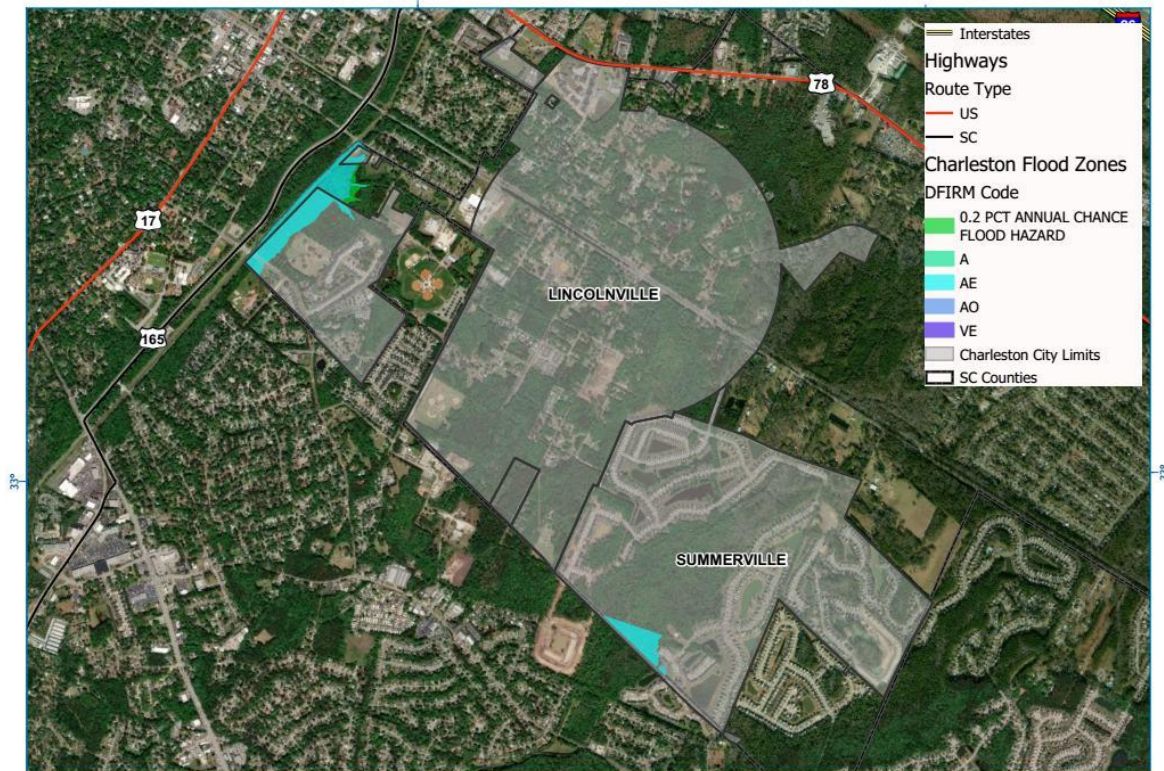 Interstates
Highways
Route Type
US
SC
Charleston Flood Zones
DFIRM Code
0.2 PCT ANNUAL CHANCE
FLOOD HAZARD
A
AE
AO
VE
Charleston City Limits
SC Counties
78
17
165
LINCOLNVILLE
SUMMERVILLE
33°
33°